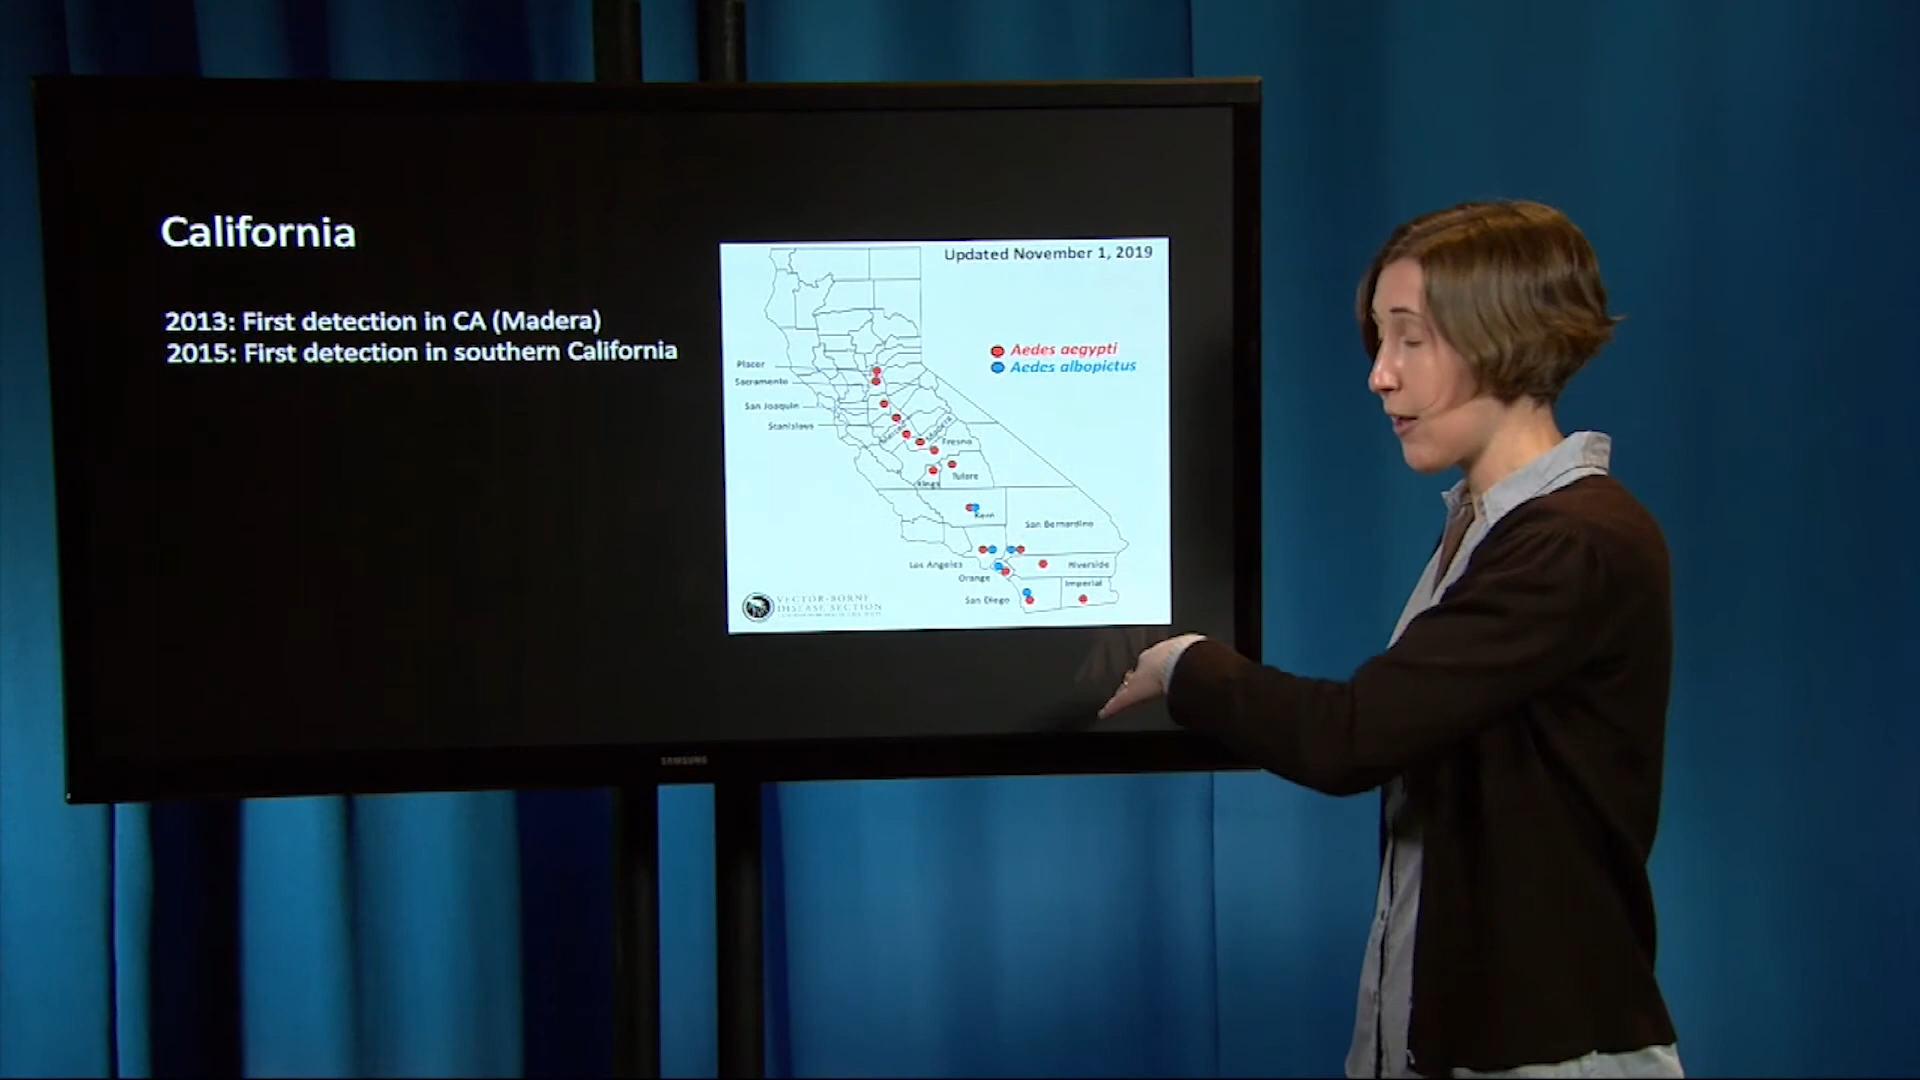 California
2013: First detection in CA (Madera)
2015: First detection in southern California
Updated November 1, 2019
Aedes aegypti
Aedes albopictus
Placer
Sacramento
San Joaquin
Stanislaus
Merced
Madera
Fresno
Kings
Tulare
Kern
San Bernardino
Los Angeles
Riverside
Orange
Imperial
San Diego
VECTOR-BORNE
DISEASE SECTION
SAMSUNG